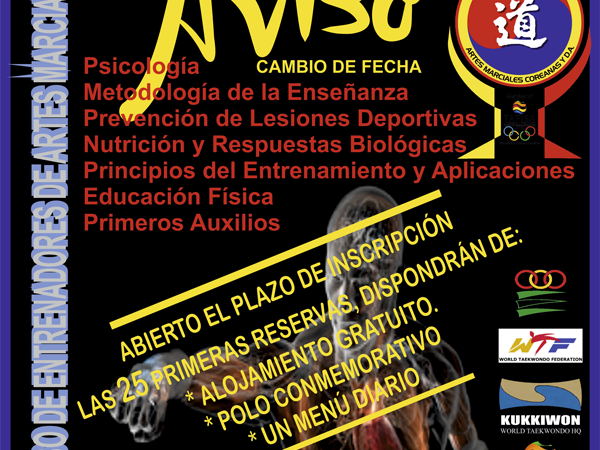 AVISO
道
ARTES MARCIALES COREANAS Y D.A.
CAMBIO DE FECHA
Psicología
Metodología de la Enseñanza
Prevención de Lesiones Deportivas
Nutrición y Respuestas Biológicas
Principios del Entrenamiento y Aplicaciones
Educación Física
Primeros Auxilios
DE ENTRENADORES DE ARTES
ABIERTO EL PLAZO DE INSCRIPCIÓN
LAS 25 PRIMERAS RESERVAS, DISPONDRÁN DE:
* ALOJAMIENTO GRATUITO.
* POLO CONMEMORATIVO
* UN MENÚ DIARIO
WTF
WORLD TAEKWONDO FEDERATION
KUKKIWON
WORLD TAEKWONDO HQ